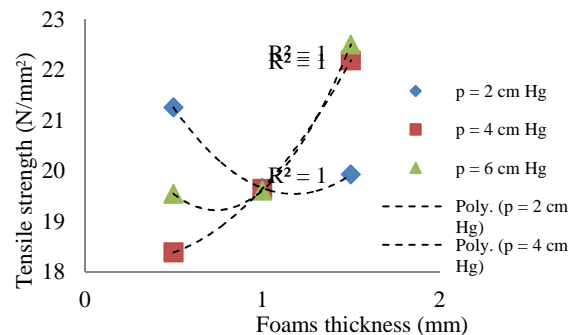 23
22
21
20
19
18
Tensile strength (N/mm²)
R² = 1
R² = 1
R² = 1
0
1
2
Foams thickness (mm)
p = 2 cm Hg
p = 4 cm Hg
p = 6 cm Hg
Poly. (p = 2 cm
Hg)
Poly. (p = 4 cm
Hg)